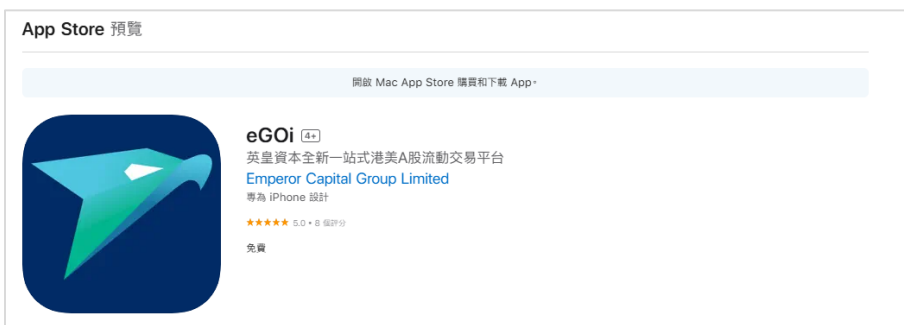 App Store 預覽
開啟 Mac App Store 購買和下載 App。
eGOi 4+
英皇資本全新一站式港美A股流動交易平台
Emperor Capital Group Limited
專為 iPhone 設計
★★★★★ 5.0 • 8 個評分
免費